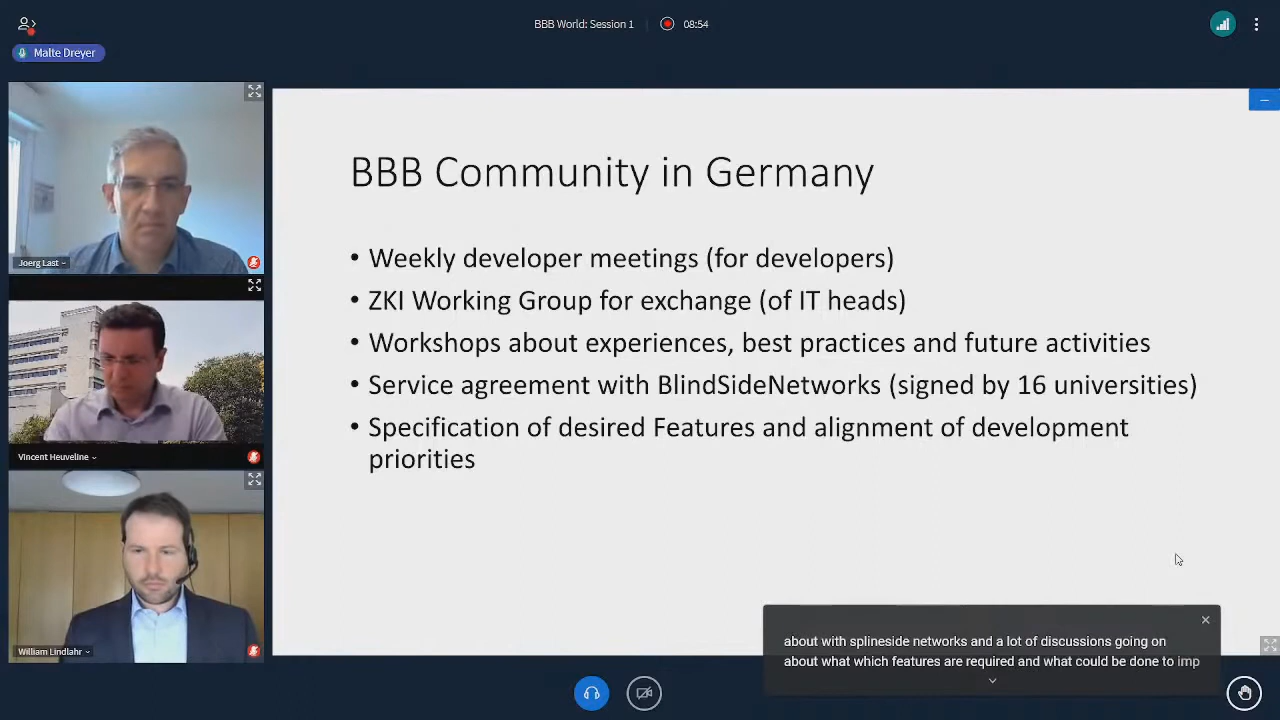 BBB World: Session 1
08:54
Malte Dreyer
Joerg Last
Vincent Heuveline
William Lindlahr
BBB Community in Germany
• Weekly developer meetings (for developers)
• ZKI Working Group for exchange (of IT heads)
• Workshops about experiences, best practices and future activities
• Service agreement with BlindSideNetworks (signed by 16 universities)
• Specification of desired Features and alignment of development
priorities
about with splineside networks and a lot of discussions going on
about what which features are required and what could be done to imp